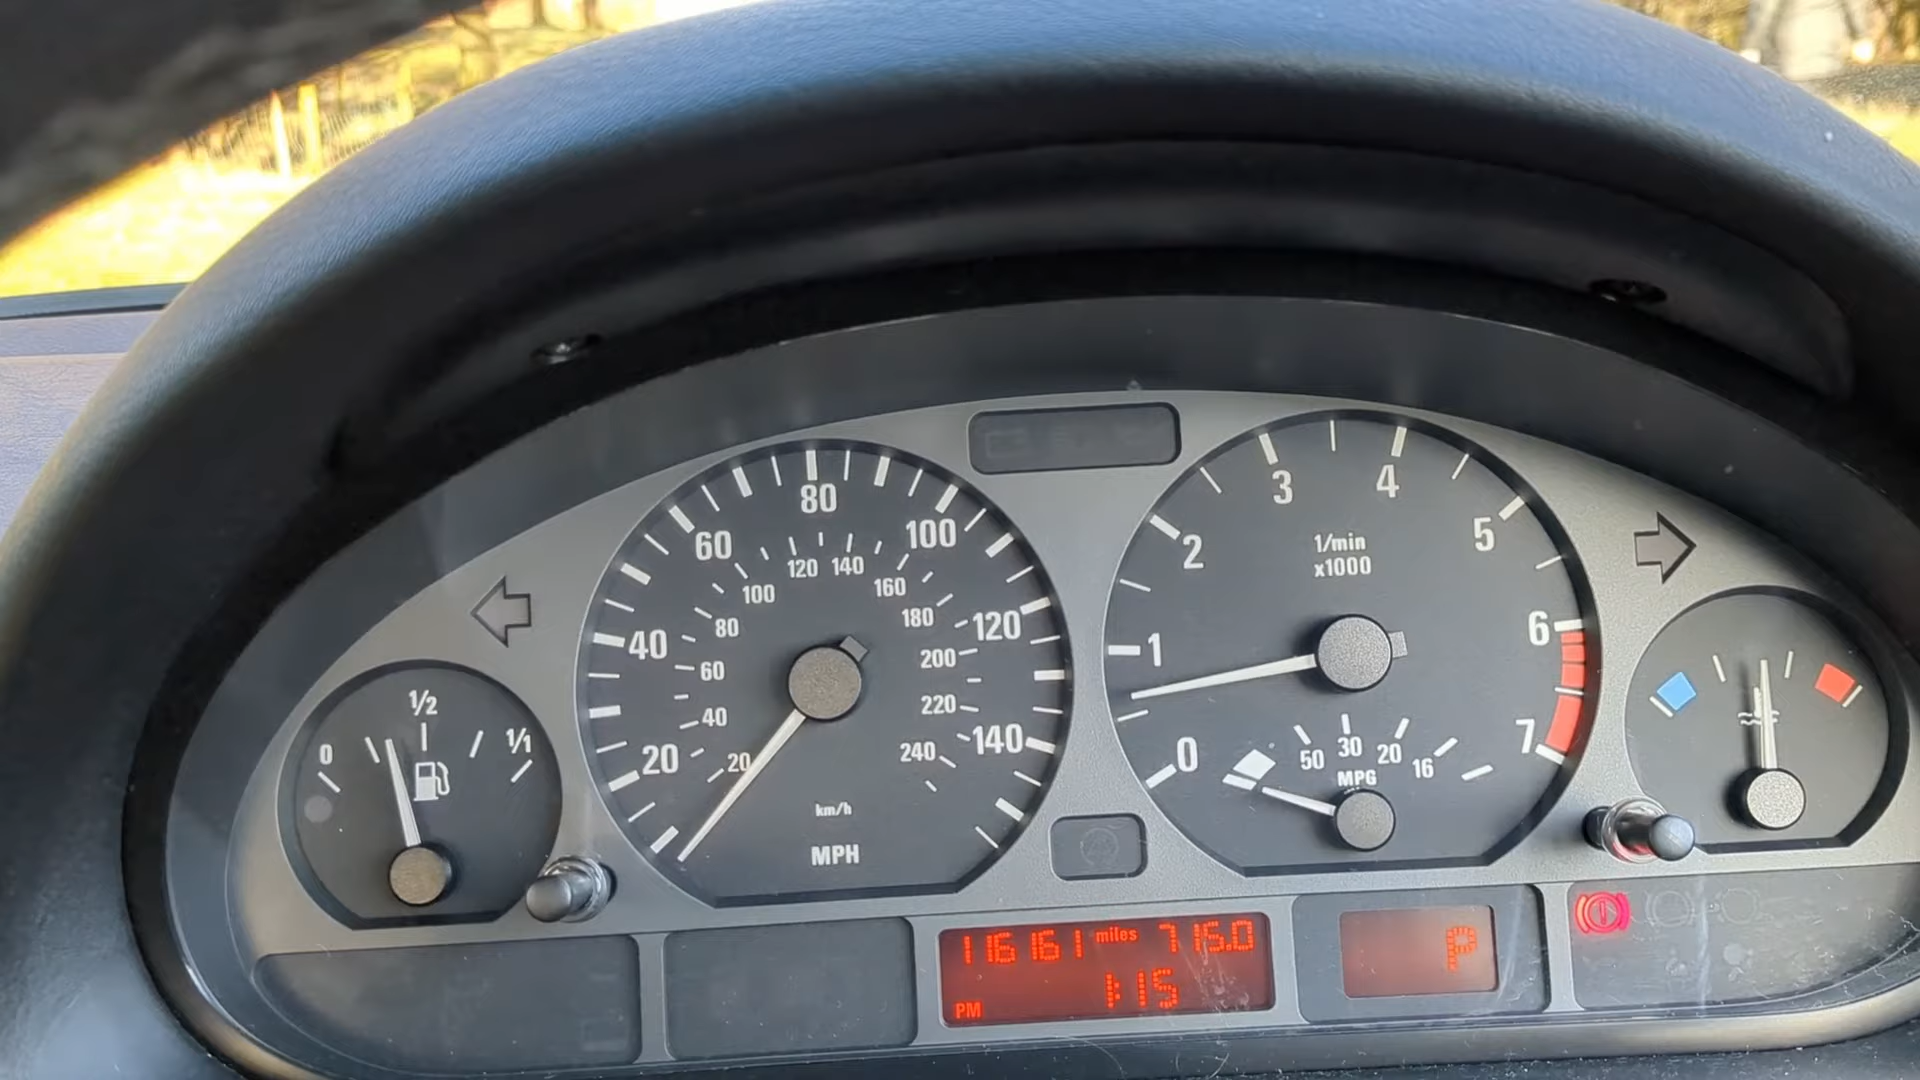 0 1/2 1/1
20 40 60 80 100 120 140
20 40 60 80 100 120 140 160 180 200 220 240
km/h
MPH
0 1 2 3 4 5 6 7
1/min
x1000
50 30 20 16
MPG
116161 miles 715.0
PM 1:15
P